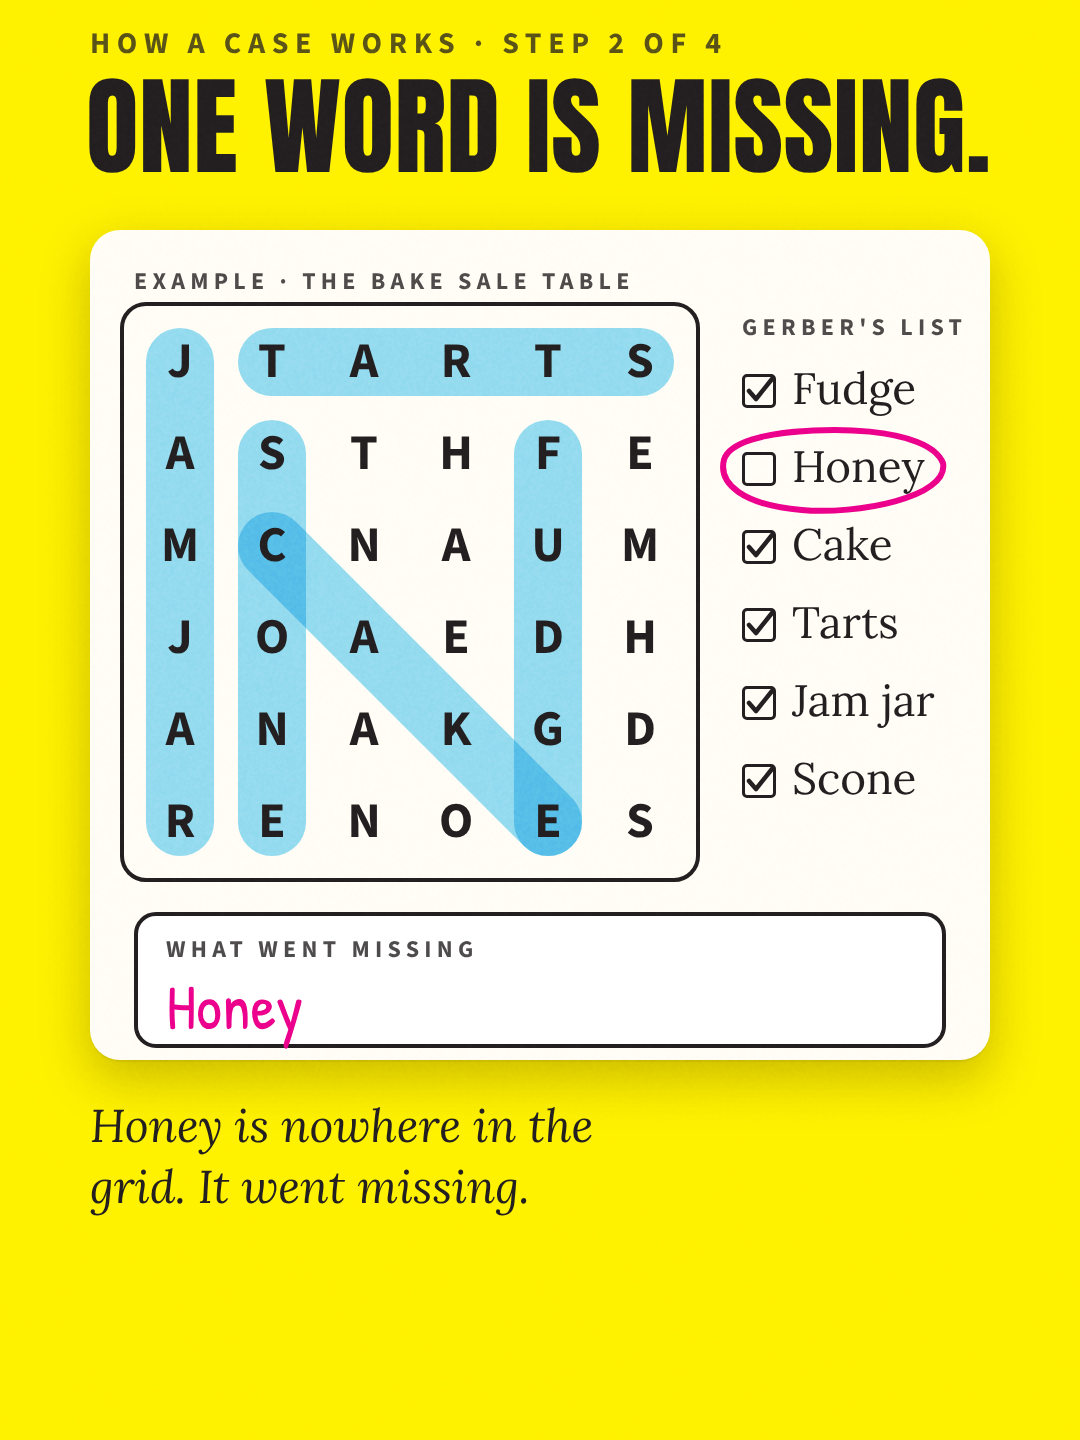 HOW A CASE WORKS · STEP 2 OF 4
ONE WORD IS MISSING.
EXAMPLE · THE BAKE SALE TABLE
J T A R T S
A S T H F E
M C N A U M
J O A E D H
A N A K G D
R E N O E S
GERBER'S LIST
Fudge
Honey
Cake
Tarts
Jam jar
Scone
WHAT WENT MISSING
Honey
Honey is nowhere in the
grid. It went missing.